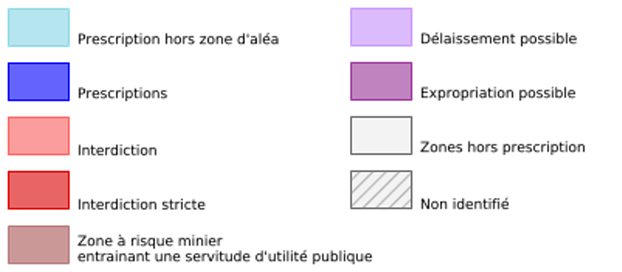 Prescription hors zone d'aléa
Prescriptions
Interdiction
Interdiction stricte
Zone à risque minier
entrainant une servitude d'utilité publique
Délaissement possible
Expropriation possible
Zones hors prescription
Non identifié